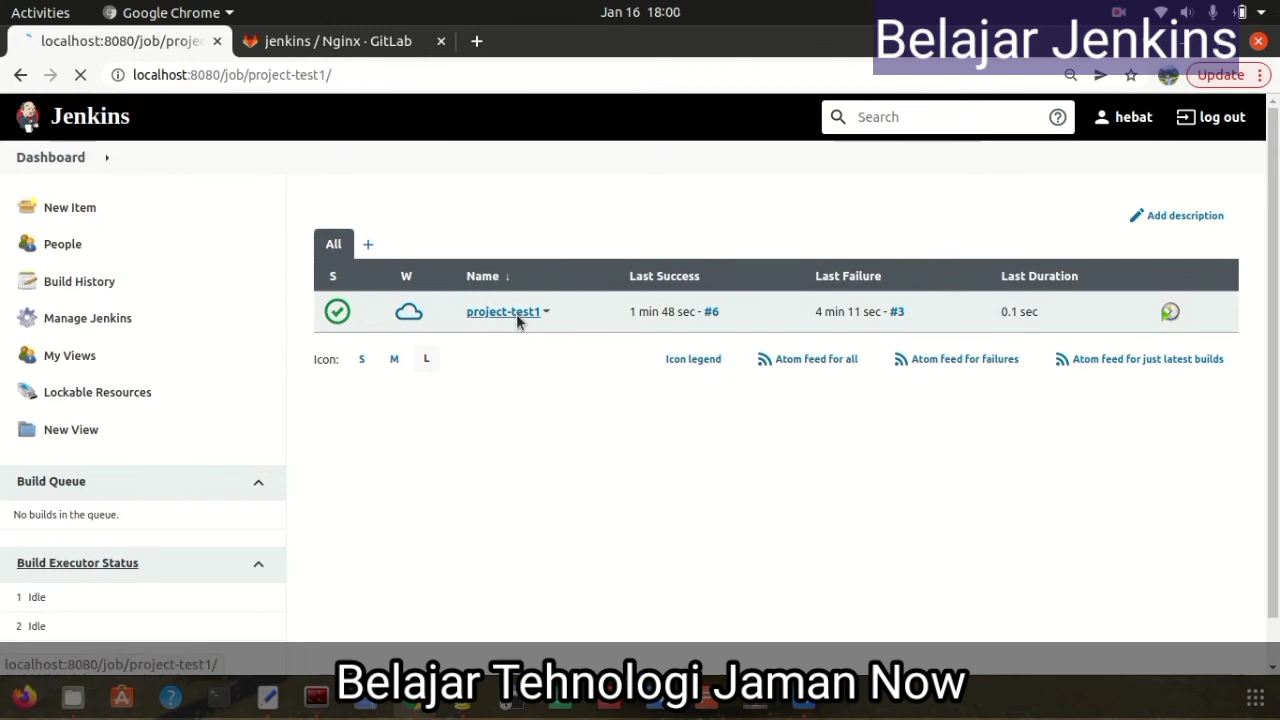 Activities Google Chrome Jan 16 18:00
localhost:8080/job/proje jenkins / Nginx · GitLab
Belajar Jenkins
localhost:8080/job/project-test1/ Update
Jenkins Search hebat log out
Dashboard
New Item
People
Build History
Manage Jenkins
My Views
Lockable Resources
New View
Build Queue
No builds in the queue.
Build Executor Status
1 Idle
2 Idle
Add description
All +
S W Name ↓ Last Success Last Failure Last Duration
project-test1 1 min 48 sec - #6 4 min 11 sec - #3 0.1 sec
Icon: S M L Icon legend Atom feed for all Atom feed for failures Atom feed for just latest builds
localhost:8080/job/project-test1/
Belajar Tehnologi Jaman Now